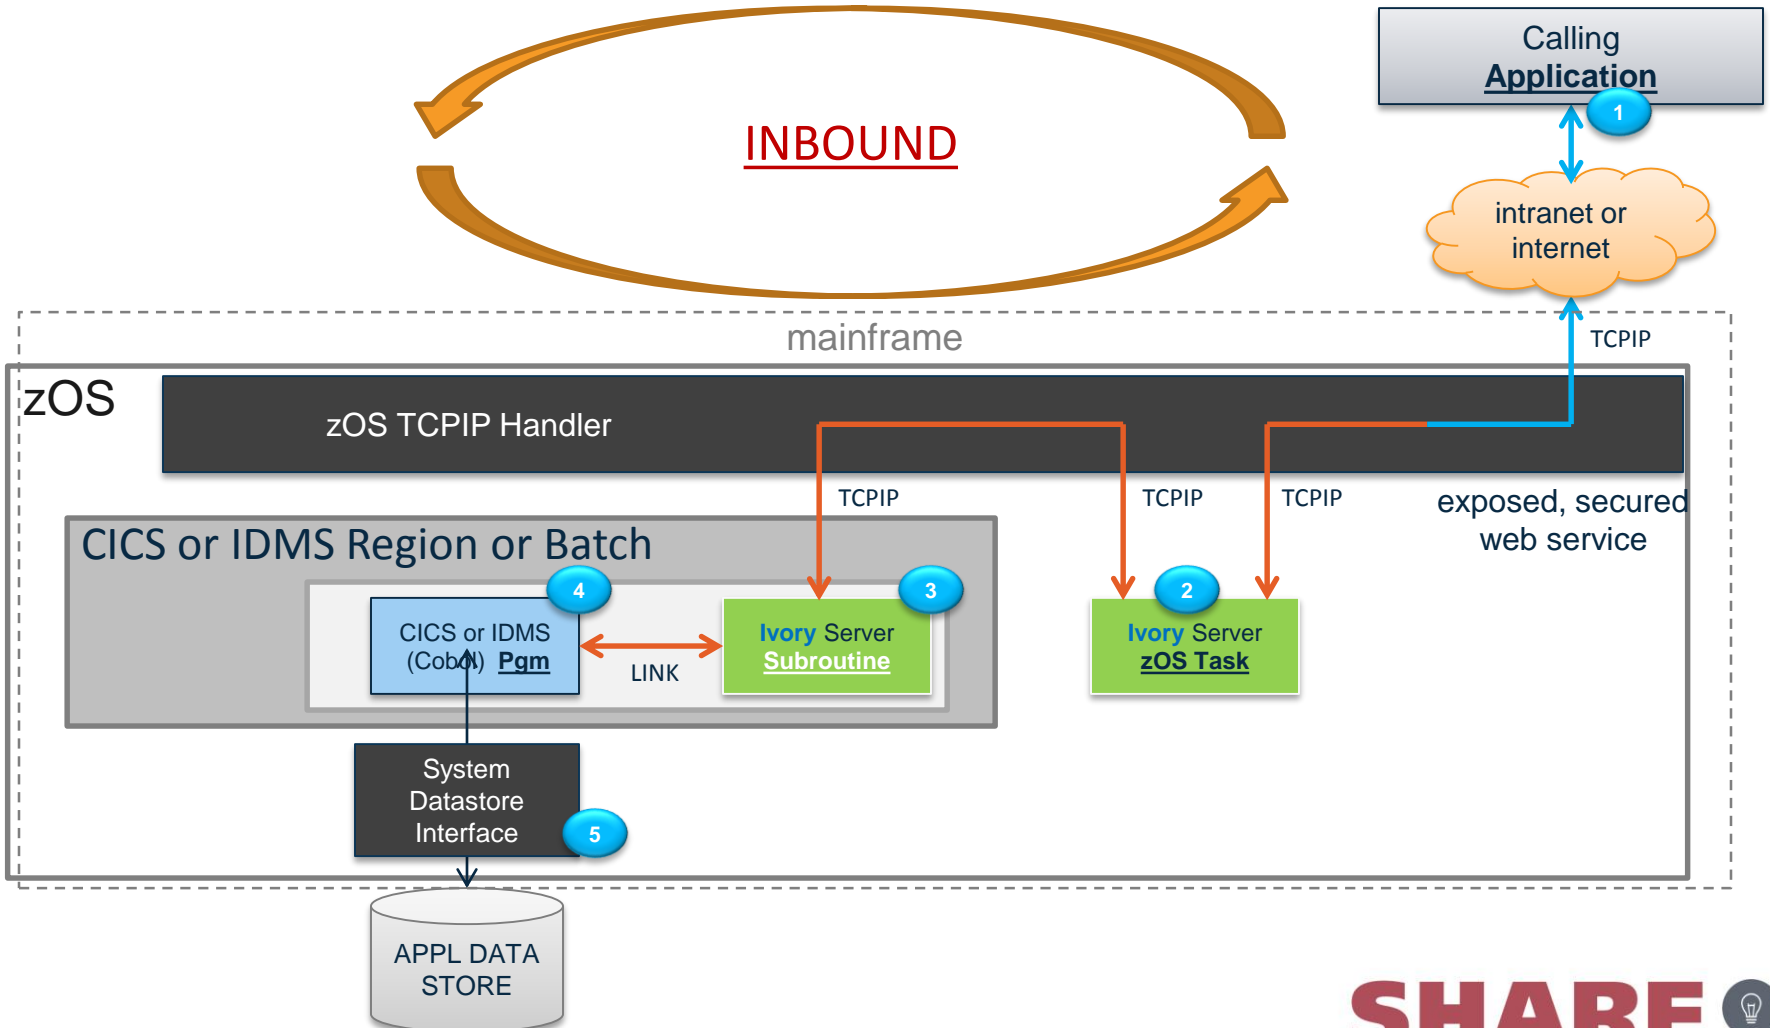 Calling
Application
1
INBOUND
intranet or
internet
mainframe
TCPIP
zOS
zOS TCPIP Handler
TCPIP
TCPIP
TCPIP
exposed, secured
web service
CICS or IDMS Region or Batch
4
3
2
CICS or IDMS
(Cobol) Pgm
LINK
Ivory Server
Subroutine
Ivory Server
zOS Task
System
Datastore
Interface
5
APPL DATA
STORE
SHARE